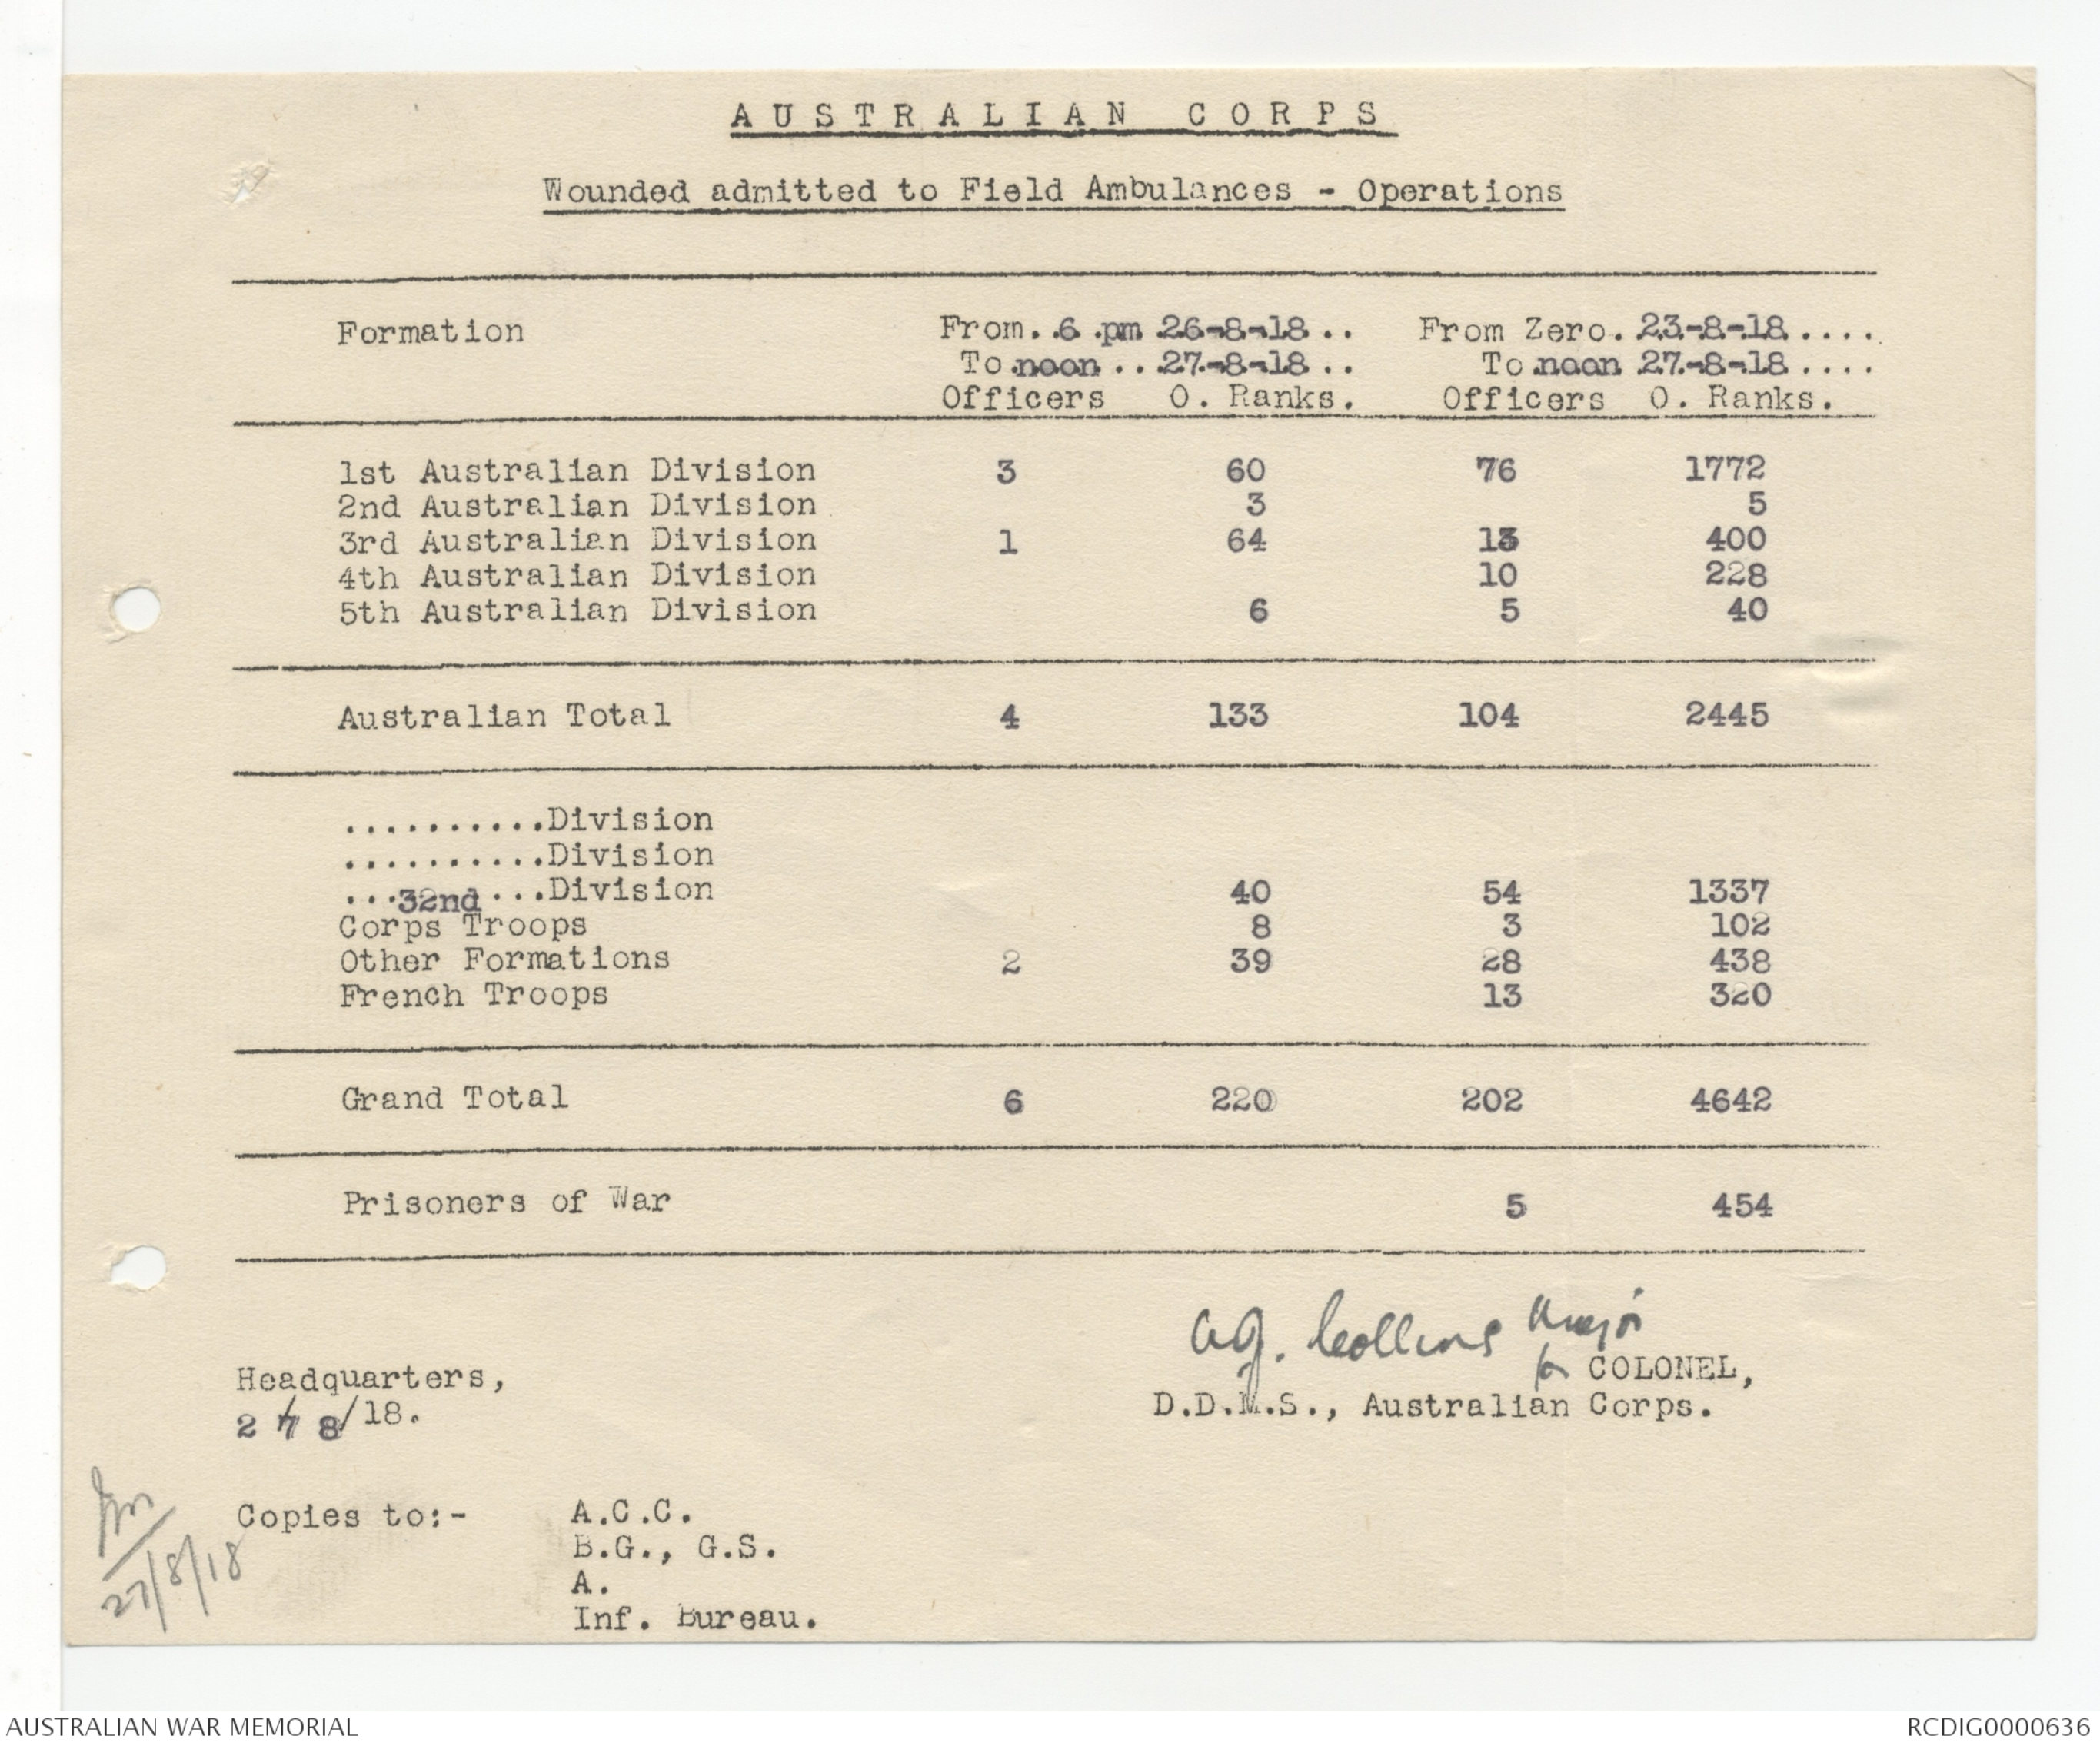 AUSTRALIAN CORPS
Wounded admitted to Field Ambulances - Operations
Formation From. .6 .pm 26-8-18.. From Zero. 23-8-18....
To.noon ..27-8-18.. To.noon 27-8-18....
Officers O. Ranks. Officers O. Ranks.
1st Australian Division 3 60 76 1772
2nd Australian Division 3 5
3rd Australian Division 1 64 13 400
4th Australian Division 10 228
5th Australian Division 6 5 40
Australian Total 4 133 104 2445
..........Division
..........Division
...32nd...Division 40 54 1337
Corps Troops 8 3 102
Other Formations 2 39 28 438
French Troops 13 320
Grand Total 6 220 202 4642
Prisoners of War 5 454
a.g. Collins Major
for COLONEL,
D.D.M.S., Australian Corps.
Headquarters,
27/8/18.
Copies to:- A.C.C.
B.G., G.S.
A.
Inf. Bureau.
27/8/18
AUSTRALIAN WAR MEMORIAL RCDIG0000636